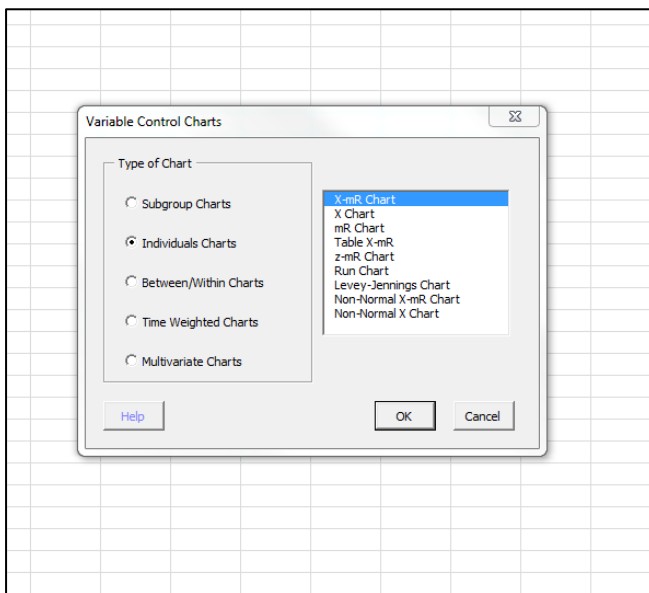 Variable Control Charts
Type of Chart
Subgroup Charts
Individuals Charts
Between/Within Charts
Time Weighted Charts
Multivariate Charts
X-mR Chart
X Chart
mR Chart
Table X-mR
z-mR Chart
Run Chart
Levey-Jennings Chart
Non-Normal X-mR Chart
Non-Normal X Chart
Help
OK
Cancel